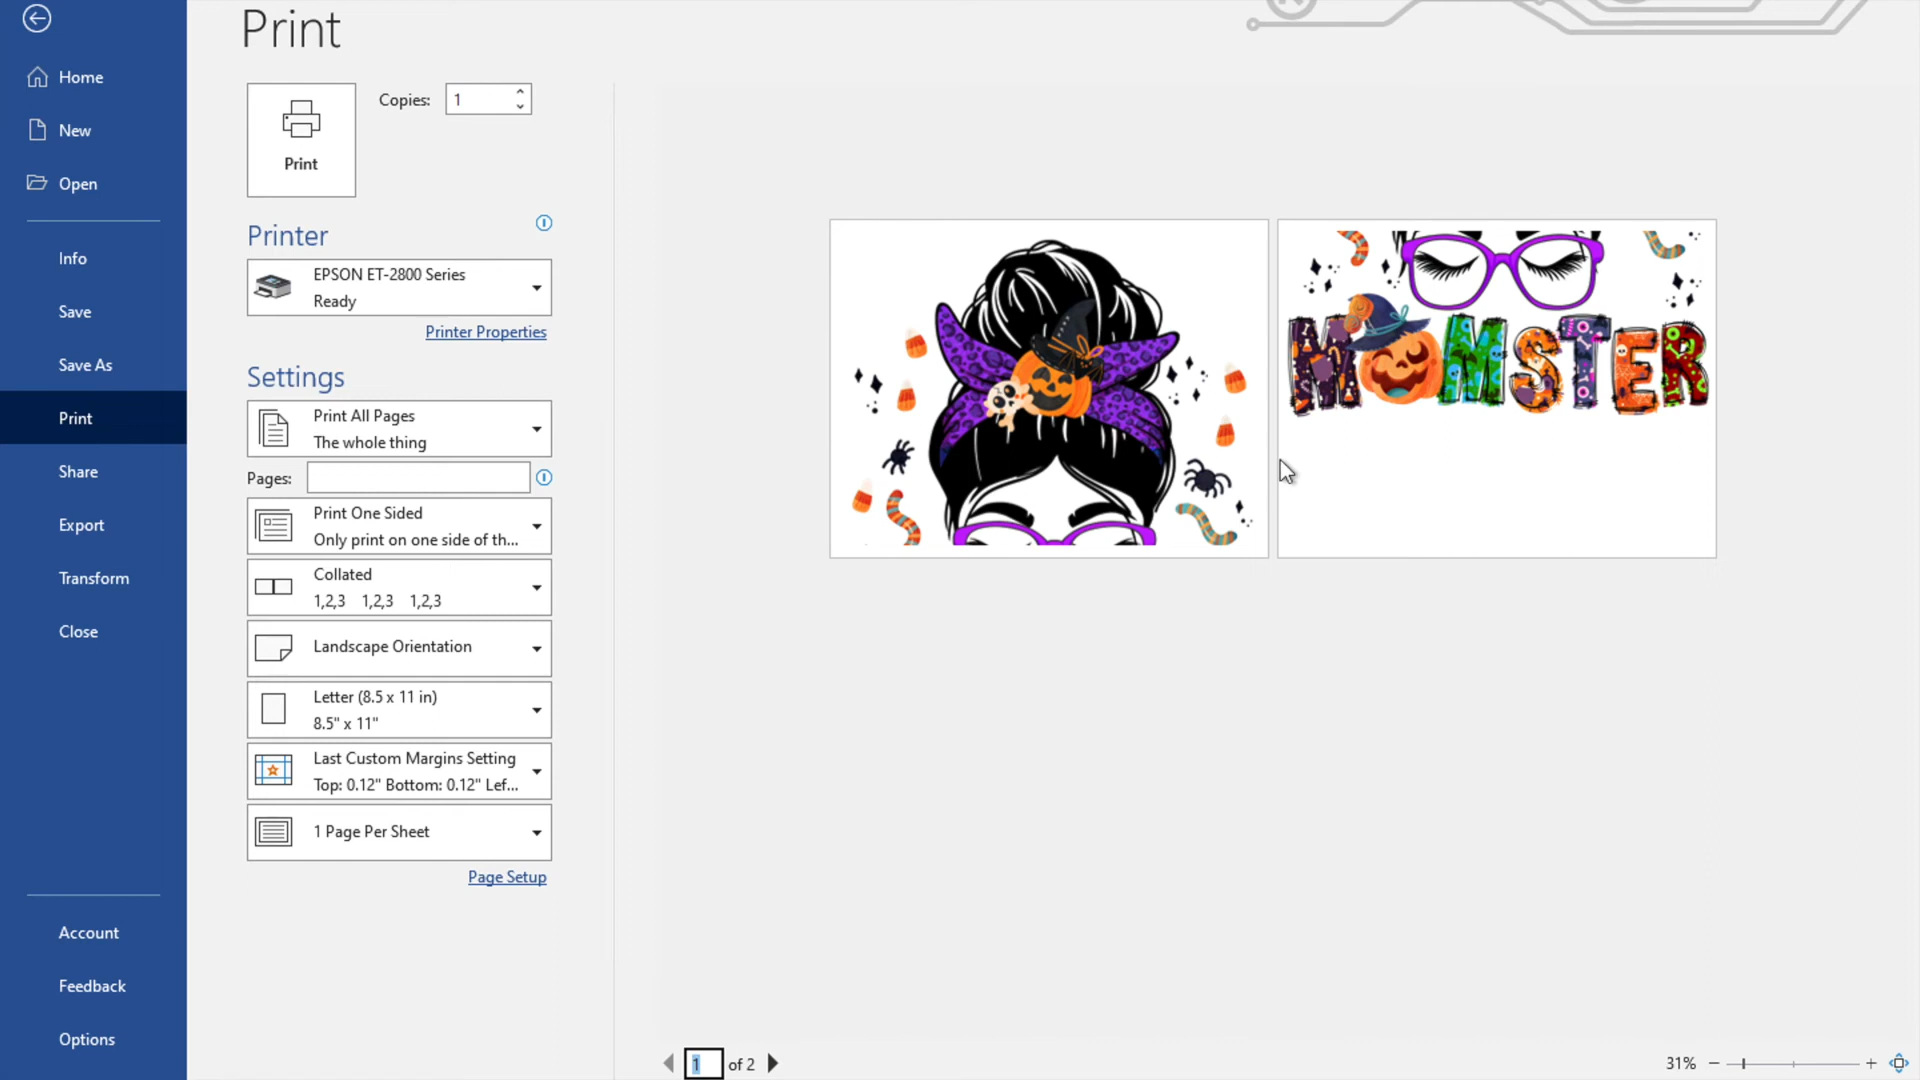 Print
Home
New
Open
Info
Save
Save As
Print
Share
Export
Transform
Close
Account
Feedback
Options
Print
Copies:
1
Printer
EPSON ET-2800 Series
Ready
Printer Properties
Settings
Print All Pages
The whole thing
Pages:
Print One Sided
Only print on one side of th...
Collated
1,2,3 1,2,3 1,2,3
Landscape Orientation
Letter (8.5 x 11 in)
8.5" x 11"
Last Custom Margins Setting
Top: 0.12" Bottom: 0.12" Lef...
1 Page Per Sheet
Page Setup
MOMSTER
1 of 2
31%